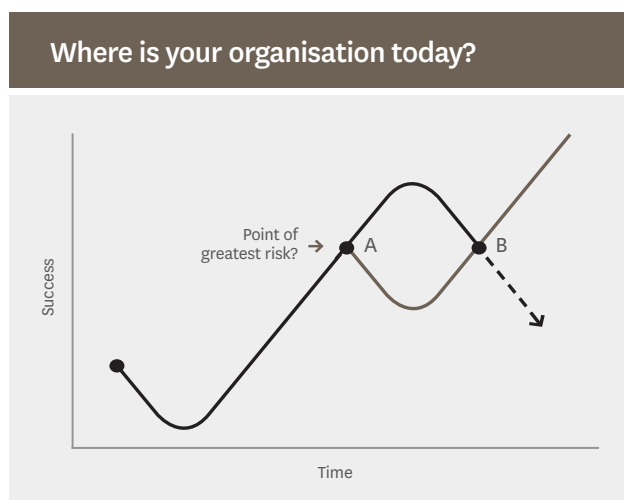 Where is your organisation today?
Point of
greatest risk?
A
B
Success
Time